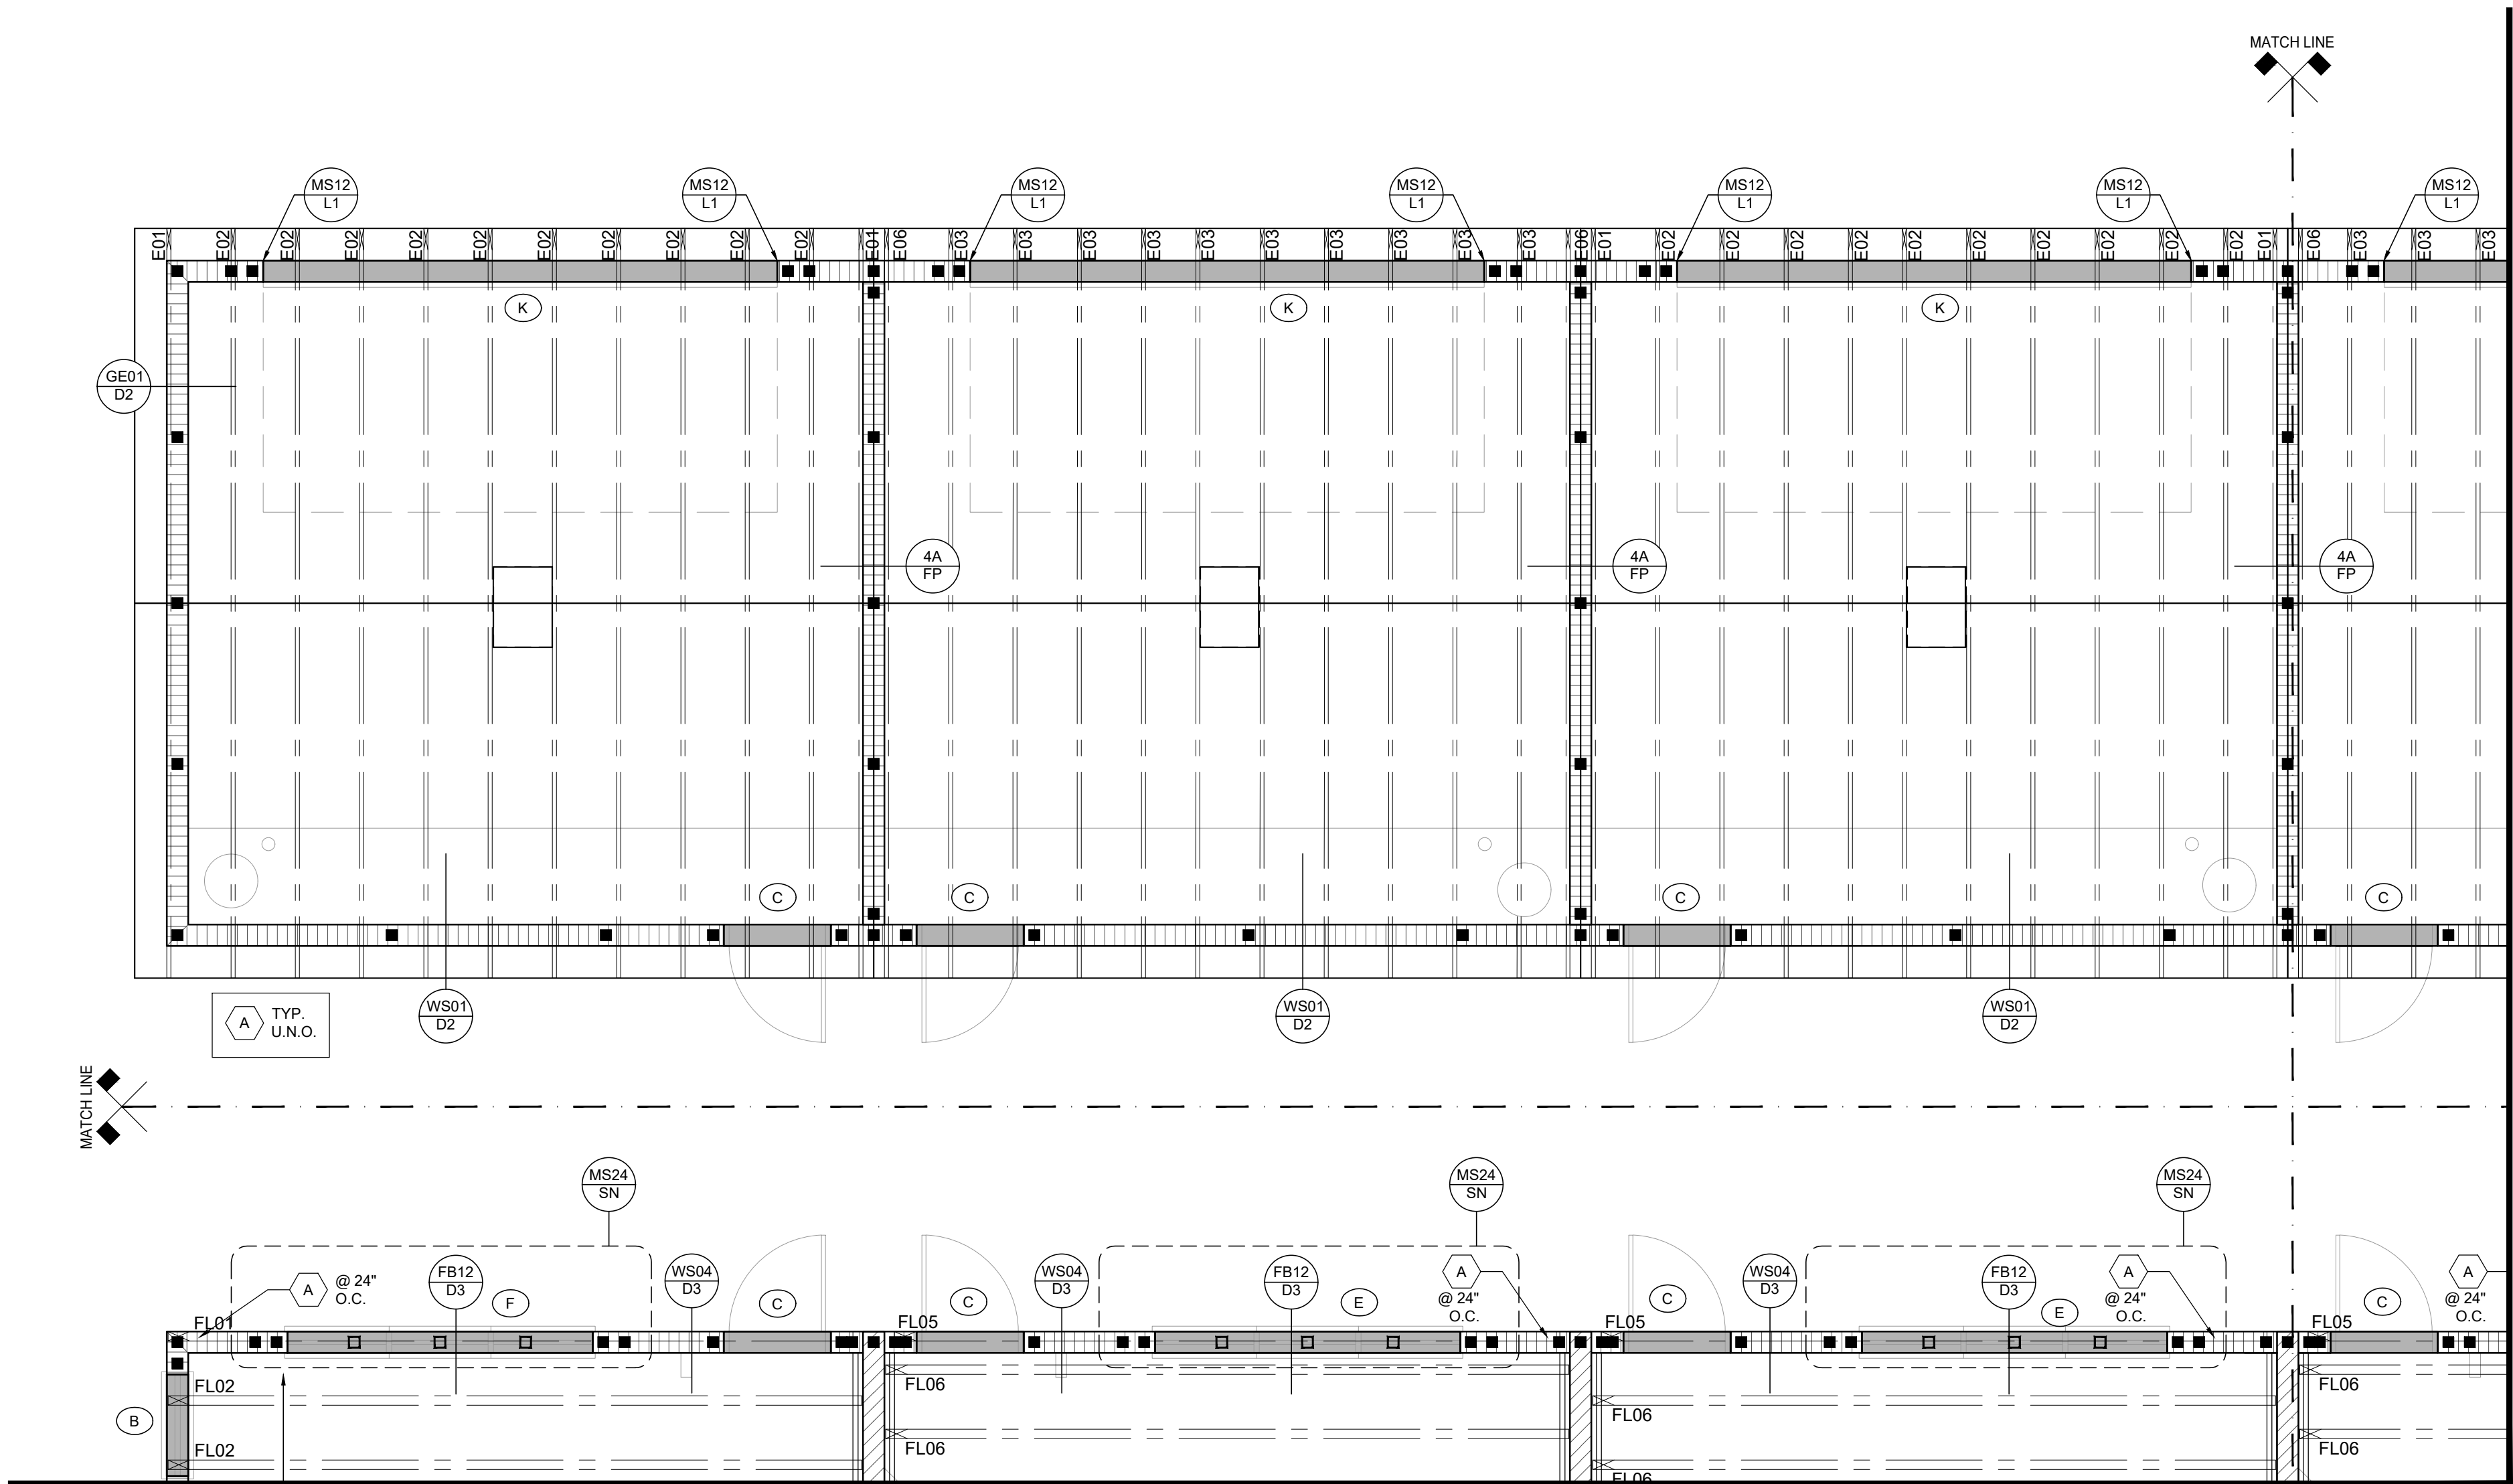 MATCH LINE
MS12
L1
MS12
L1
MS12
L1
MS12
L1
MS12
L1
MS12
L1
MS12
L1
E01
E02
E02
E02
E02
E02
E02
E02
E02
E02
E02
E01
E06
E03
E03
E03
E03
E03
E03
E03
E03
E03
E03
E06
E01
E02
E02
E02
E02
E02
E02
E02
E02
E02
E02
E01
E06
E03
E03
E03
K
K
K
GE01
D2
4A
FP
4A
FP
4A
FP
C
C
C
C
A
TYP.
U.N.O.
WS01
D2
WS01
D2
WS01
D2
MATCH LINE
MS24
SN
MS24
SN
MS24
SN
A
@ 24"
O.C.
FB12
D3
F
WS04
D3
C
C
WS04
D3
FB12
D3
E
A
@ 24"
O.C.
C
WS04
D3
FB12
D3
E
A
@ 24"
O.C.
C
A
@ 24"
O.C.
FL01
FL05
FL05
FL05
FL02
FL06
FL06
FL06
B
FL02
FL06
FL06
FL06